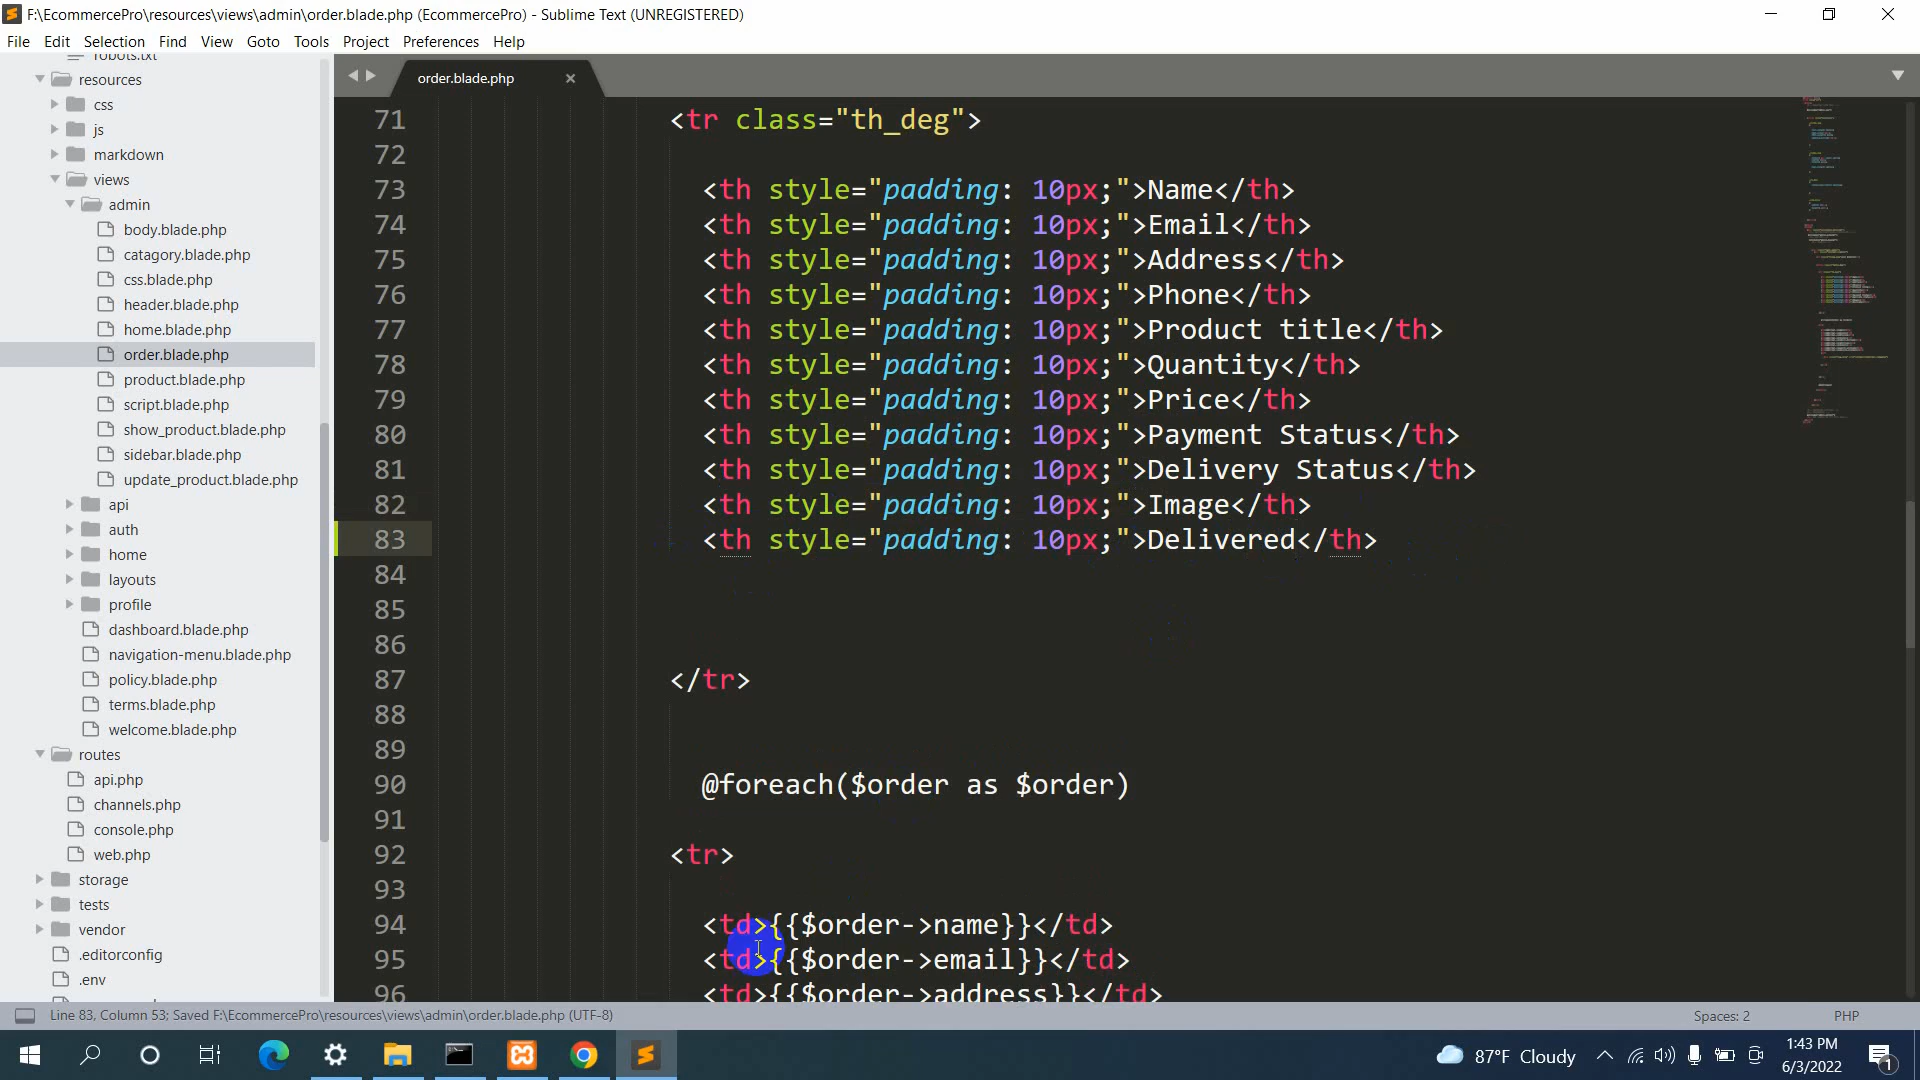 F:\EcommercePro\resources\views\admin\order.blade.php (EcommercePro) - Sublime Text (UNREGISTERED)
File Edit Selection Find View Goto Tools Project Preferences Help
robots.txt
resources
css
js
markdown
views
admin
body.blade.php
catagory.blade.php
css.blade.php
header.blade.php
home.blade.php
order.blade.php
product.blade.php
script.blade.php
show_product.blade.php
sidebar.blade.php
update_product.blade.php
api
auth
home
layouts
profile
dashboard.blade.php
navigation-menu.blade.php
policy.blade.php
terms.blade.php
welcome.blade.php
routes
api.php
channels.php
console.php
web.php
storage
tests
vendor
.editorconfig
.env
order.blade.php
71 <tr class="th_deg">
72
73 <th style="padding: 10px;">Name</th>
74 <th style="padding: 10px;">Email</th>
75 <th style="padding: 10px;">Address</th>
76 <th style="padding: 10px;">Phone</th>
77 <th style="padding: 10px;">Product title</th>
78 <th style="padding: 10px;">Quantity</th>
79 <th style="padding: 10px;">Price</th>
80 <th style="padding: 10px;">Payment Status</th>
81 <th style="padding: 10px;">Delivery Status</th>
82 <th style="padding: 10px;">Image</th>
83 <th style="padding: 10px;">Delivered</th>
84
85
86
87 </tr>
88
89
90 @foreach($order as $order)
91
92 <tr>
93
94 <td>{{$order->name}}</td>
95 <td>{{$order->email}}</td>
96 <td>{{$order->address}}</td>
Line 83, Column 53; Saved F:\EcommercePro\resources\views\admin\order.blade.php (UTF-8)
Spaces: 2
PHP
87°F Cloudy
1:43 PM
6/3/2022
1